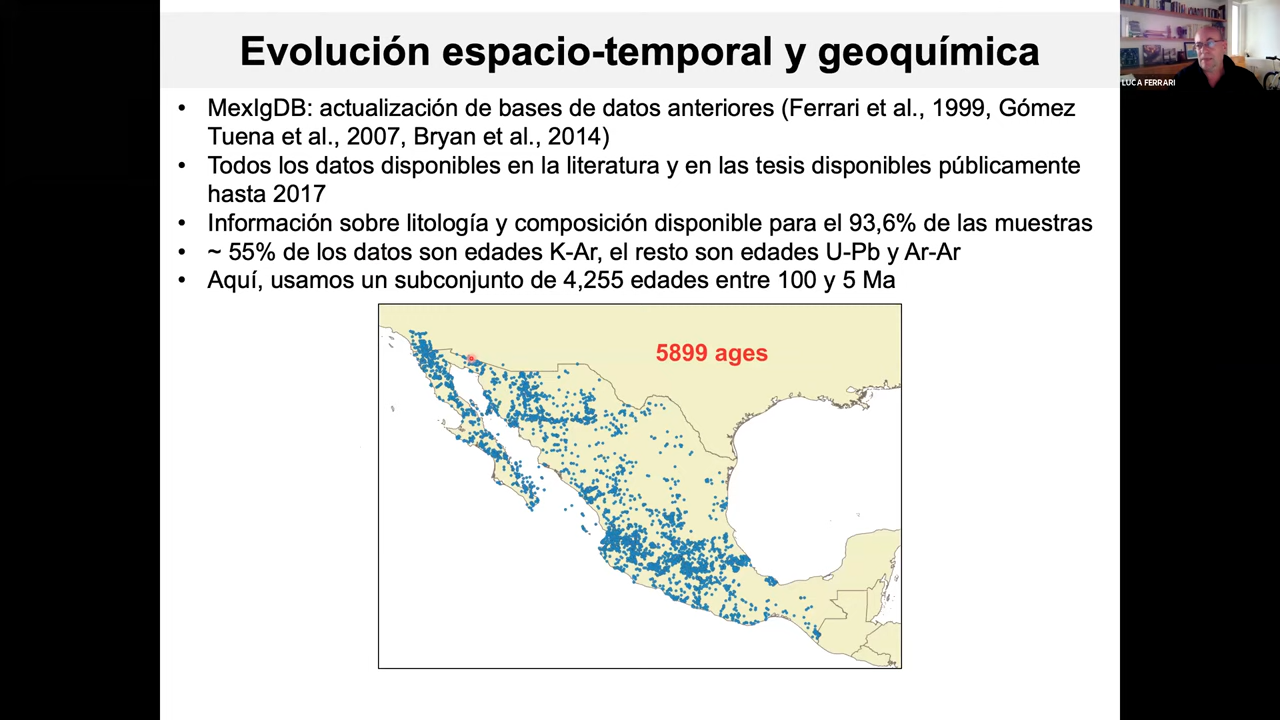 Evolución espacio-temporal y geoquímica
LUCA FERRARI
• MexIgDB: actualización de bases de datos anteriores (Ferrari et al., 1999, Gómez
Tuena et al., 2007, Bryan et al., 2014)
• Todos los datos disponibles en la literatura y en las tesis disponibles públicamente
hasta 2017
• Información sobre litología y composición disponible para el 93,6% de las muestras
• ~ 55% de los datos son edades K-Ar, el resto son edades U-Pb y Ar-Ar
• Aquí, usamos un subconjunto de 4,255 edades entre 100 y 5 Ma
5899 ages